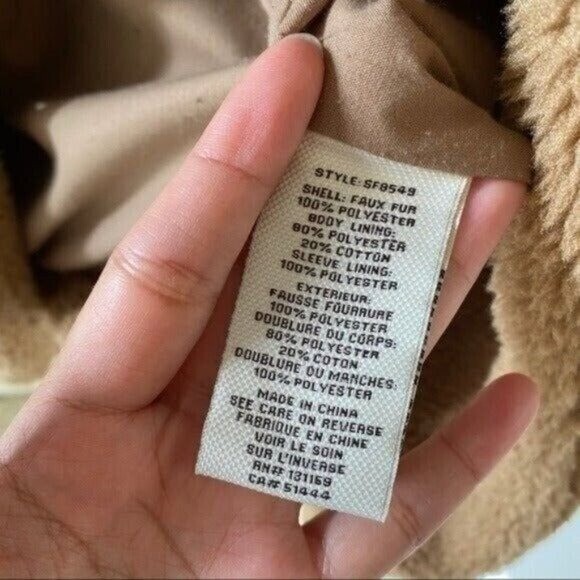 STYLE: SF8549
SHELL: FAUX FUR
100% POLYESTER
BODY LINING:
80% POLYESTER
20% COTTON
SLEEVE LINING:
100% POLYESTER
EXTERIEUR:
FAUSSE FOURRURE
100% POLYESTER
DOUBLURE DU CORPS:
80% POLYESTER
20% COTON
DOUBLURE DU MANCHES:
100% POLYESTER
MADE IN CHINA
SEE CARE ON REVERSE
FABRIQUE EN CHINE
VOIR LE SOIN
SUR L'INVERSE
RN# 131159
CA# 51444